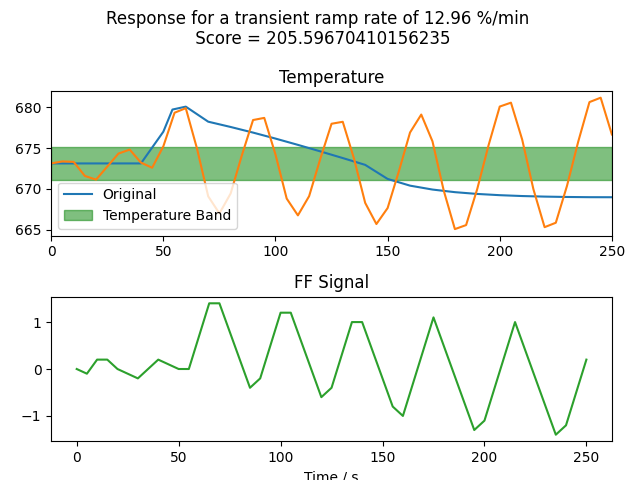 Response for a transient ramp rate of 12.96 %/min
Score = 205.59670410156235
Temperature
680
675
670
665
Original
Temperature Band
0 50 100 150 200 250
FF Signal
1
0
−1
0 50 100 150 200 250
Time / s